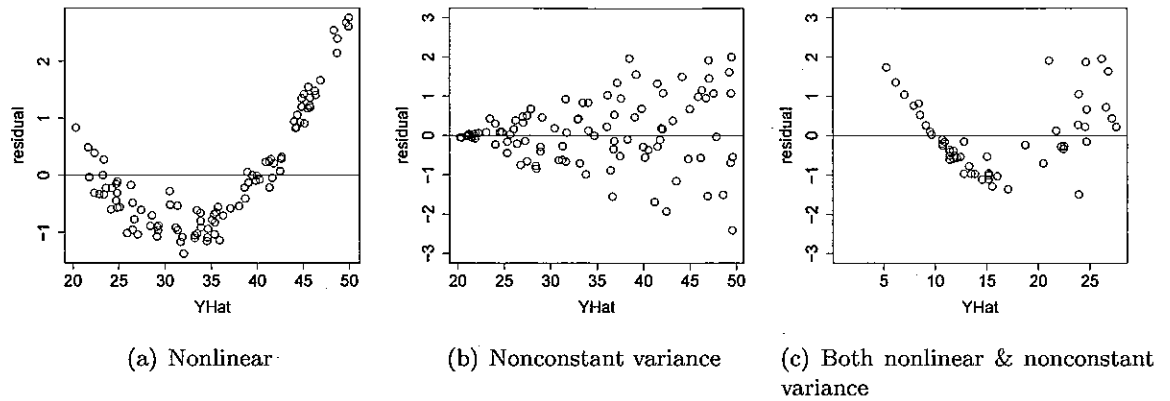 residual
2
1
0
-1
20 25 30 35 40 45 50
YHat
(a) Nonlinear
residual
3
2
1
0
-1
-2
-3
20 25 30 35 40 45 50
YHat
(b) Nonconstant variance
residual
3
2
1
0
-1
-2
-3
5 10 15 20 25
YHat
(c) Both nonlinear & nonconstant
variance